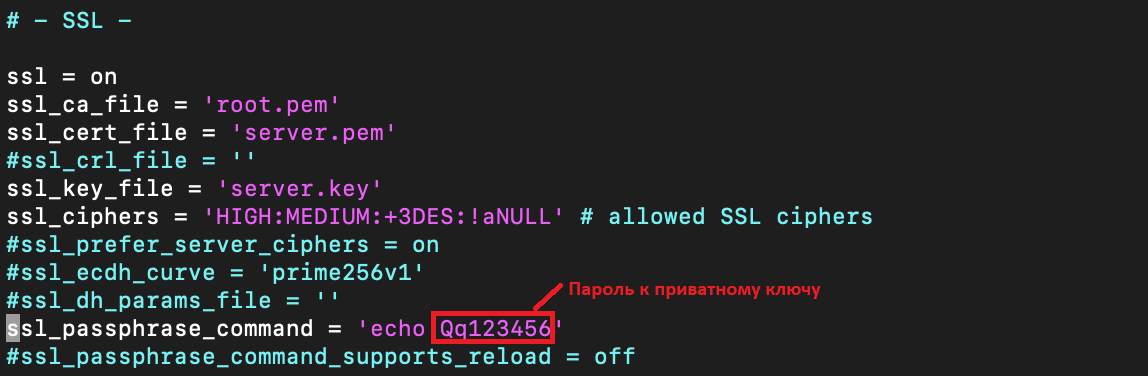 # - SSL -
ssl = on
ssl_ca_file = 'root.pem'
ssl_cert_file = 'server.pem'
#ssl_crl_file = ''
ssl_key_file = 'server.key'
ssl_ciphers = 'HIGH:MEDIUM:+3DES:!aNULL' # allowed SSL ciphers
#ssl_prefer_server_ciphers = on
#ssl_ecdh_curve = 'prime256v1'
#ssl_dh_params_file = ''
Пароль к приватному ключу
ssl_passphrase_command = 'echo Qq123456'
#ssl_passphrase_command_supports_reload = off